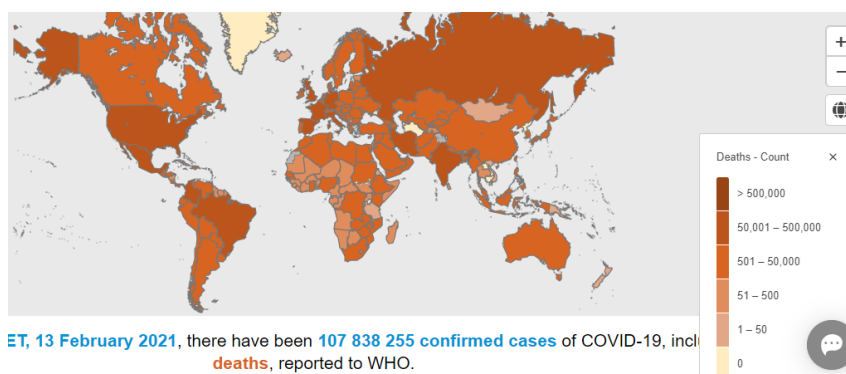 +
−
Deaths - Count ×
> 500,000
50,001 – 500,000
501 – 50,000
51 – 500
1 – 50
0
ET, 13 February 2021, there have been 107 838 255 confirmed cases of COVID-19,
deaths, reported to WHO.